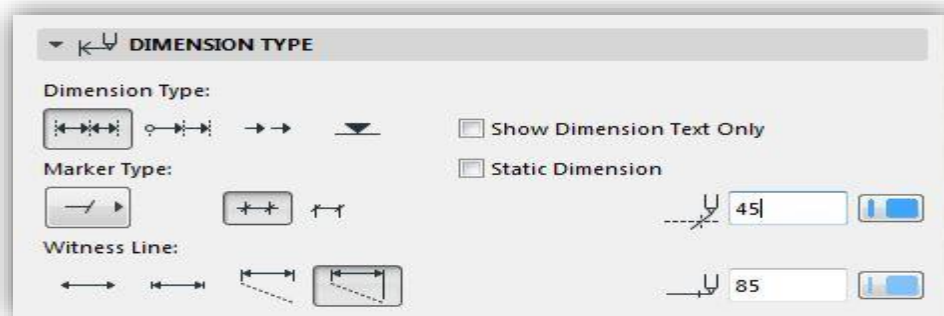 DIMENSION TYPE
Dimension Type:
Show Dimension Text Only
Marker Type:
Static Dimension
45
Witness Line:
85